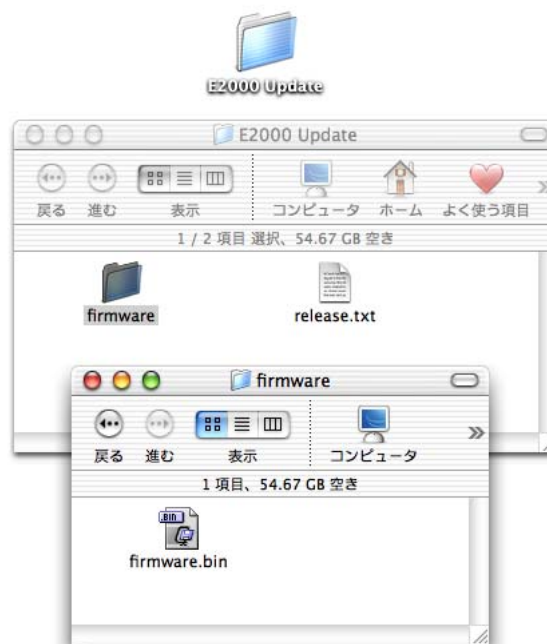 E2000 Update
E2000 Update
戻る 進む 表示 コンピュータ ホーム よく使う項目
1 / 2 項目 選択、54.67 GB 空き
firmware release.txt
firmware
戻る 進む 表示 コンピュータ
1 項目、54.67 GB 空き
.BIN
firmware.bin